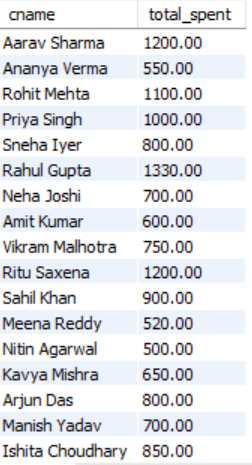 cname total_spent
Aarav Sharma 1200.00
Ananya Verma 550.00
Rohit Mehta 1100.00
Priya Singh 1000.00
Sneha Iyer 800.00
Rahul Gupta 1330.00
Neha Joshi 700.00
Amit Kumar 600.00
Vikram Malhotra 750.00
Ritu Saxena 1200.00
Sahil Khan 900.00
Meena Reddy 520.00
Nitin Agarwal 500.00
Kavya Mishra 650.00
Arjun Das 800.00
Manish Yadav 700.00
Ishita Choudhary 850.00